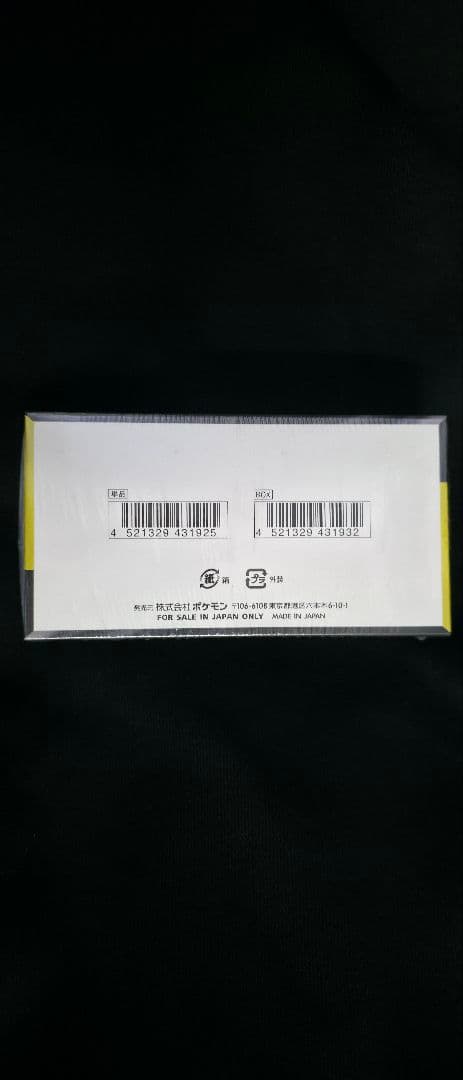 単品 BOX
4 521329 431925 4 521329 431932
紙 箱 プラ 外装
発売元 株式会社ポケモン 〒106-6108 東京都港区六本木6-10-1
FOR SALE IN JAPAN ONLY MADE IN JAPAN